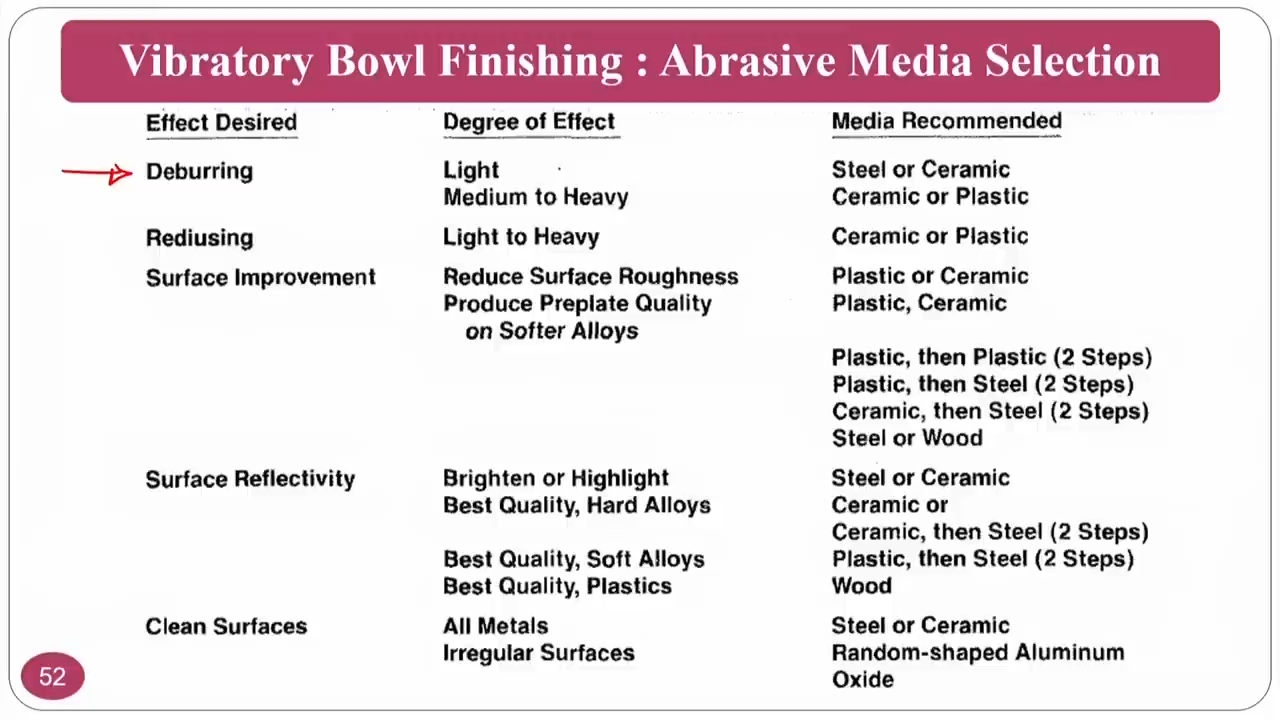 Vibratory Bowl Finishing : Abrasive Media Selection
Effect Desired Degree of Effect Media Recommended
Deburring Light Steel or Ceramic
Medium to Heavy Ceramic or Plastic
Rediusing Light to Heavy Ceramic or Plastic
Surface Improvement Reduce Surface Roughness Plastic or Ceramic
Produce Preplate Quality Plastic, Ceramic
on Softer Alloys
Plastic, then Plastic (2 Steps)
Plastic, then Steel (2 Steps)
Ceramic, then Steel (2 Steps)
Steel or Wood
Surface Reflectivity Brighten or Highlight Steel or Ceramic
Best Quality, Hard Alloys Ceramic or
Ceramic, then Steel (2 Steps)
Best Quality, Soft Alloys Plastic, then Steel (2 Steps)
Best Quality, Plastics Wood
Clean Surfaces All Metals Steel or Ceramic
Irregular Surfaces Random-shaped Aluminum
Oxide
52